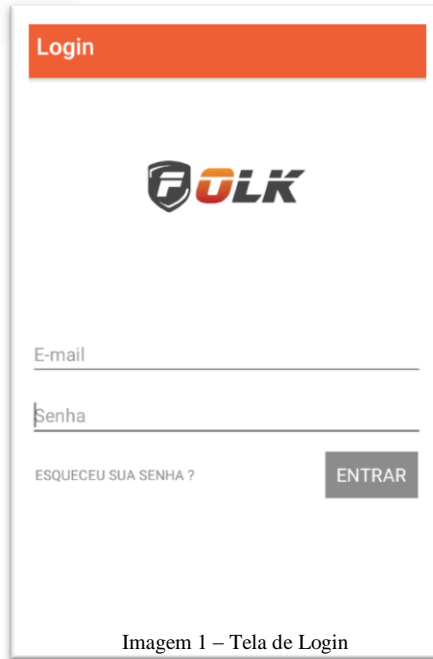 Login
FOLK
E-mail
Senha
ESQUECEU SUA SENHA ?
ENTRAR
Imagem 1 – Tela de Login